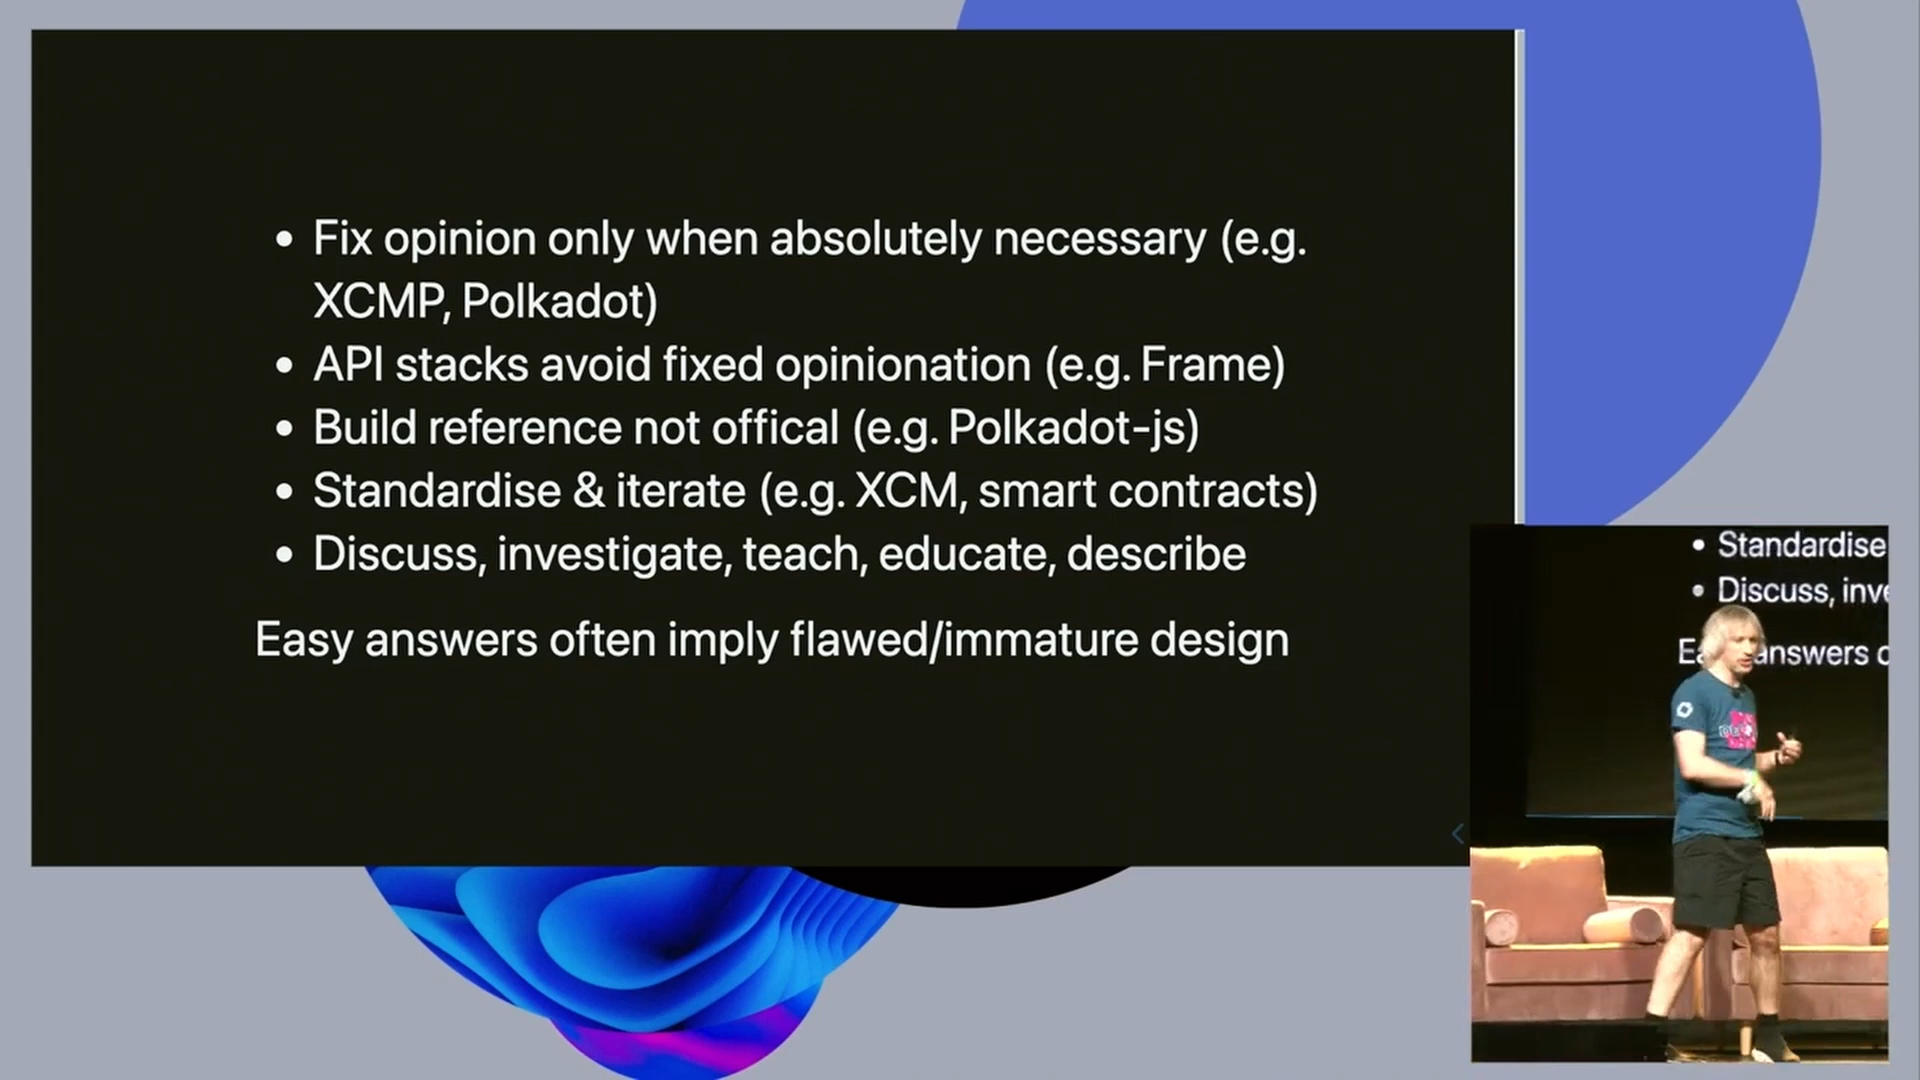 • Fix opinion only when absolutely necessary (e.g.
XCMP, Polkadot)
• API stacks avoid fixed opinionation (e.g. Frame)
• Build reference not offical (e.g. Polkadot-js)
• Standardise & iterate (e.g. XCM, smart contracts)
• Discuss, investigate, teach, educate, describe
Easy answers often imply flawed/immature design
• Standardise
• Discuss, inve
answers